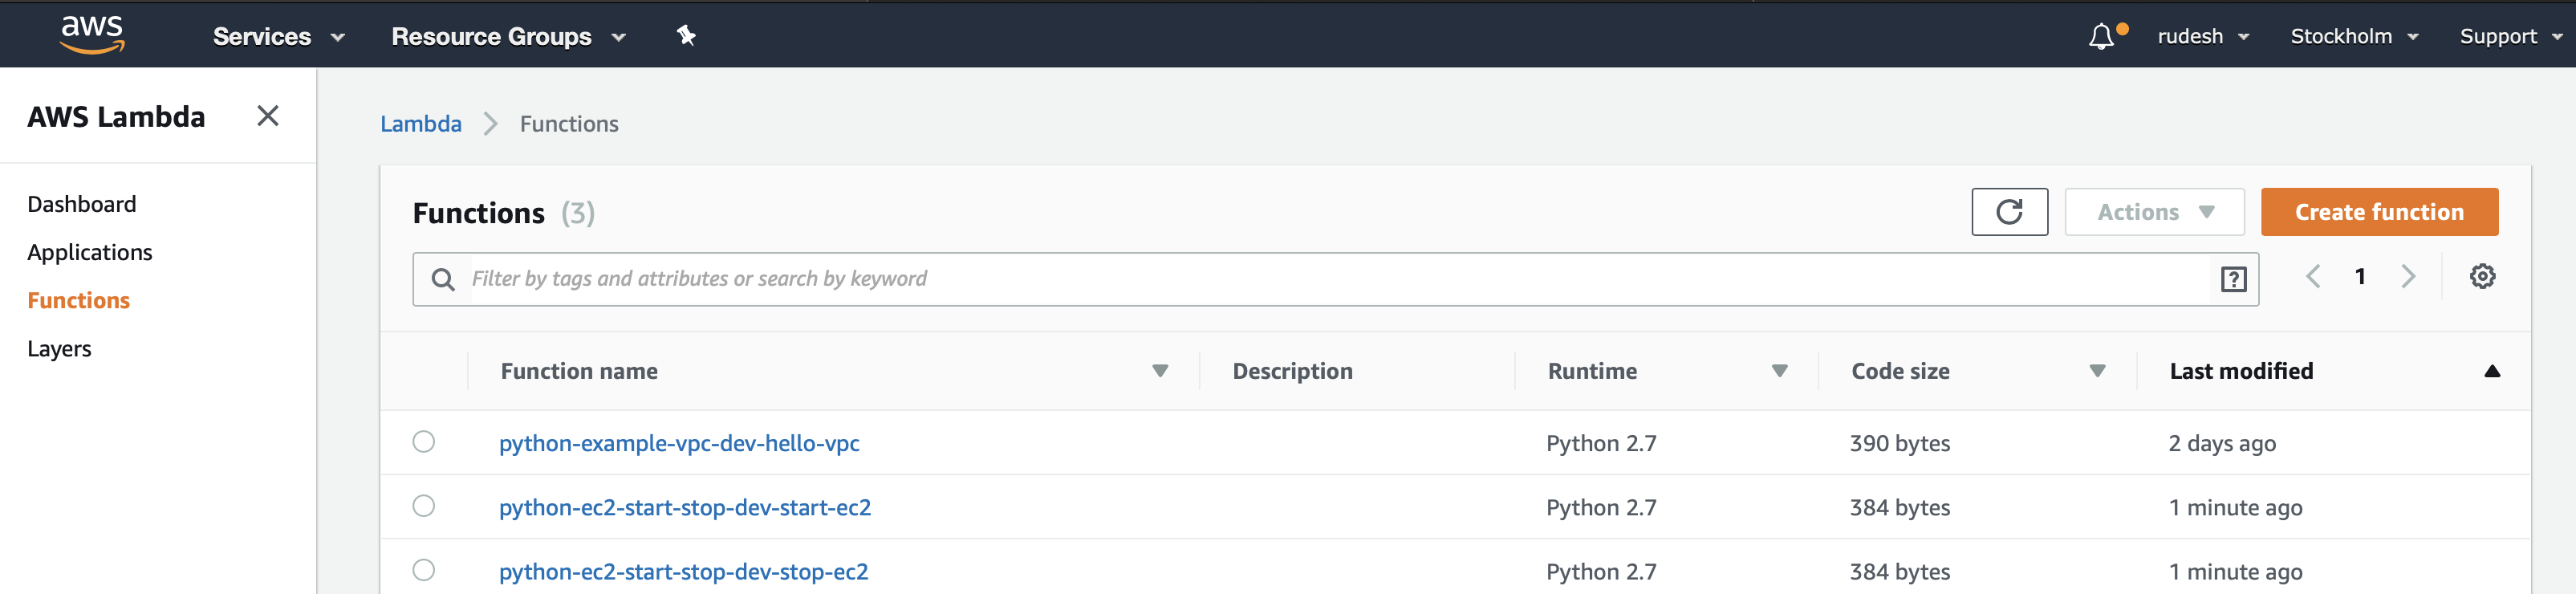 aws Services Resource Groups rudesh Stockholm Support
AWS Lambda
Dashboard
Applications
Functions
Layers
Lambda Functions
Functions (3) Actions Create function
Filter by tags and attributes or search by keyword ? 1
Function name Description Runtime Code size Last modified
python-example-vpc-dev-hello-vpc Python 2.7 390 bytes 2 days ago
python-ec2-start-stop-dev-start-ec2 Python 2.7 384 bytes 1 minute ago
python-ec2-start-stop-dev-stop-ec2 Python 2.7 384 bytes 1 minute ago